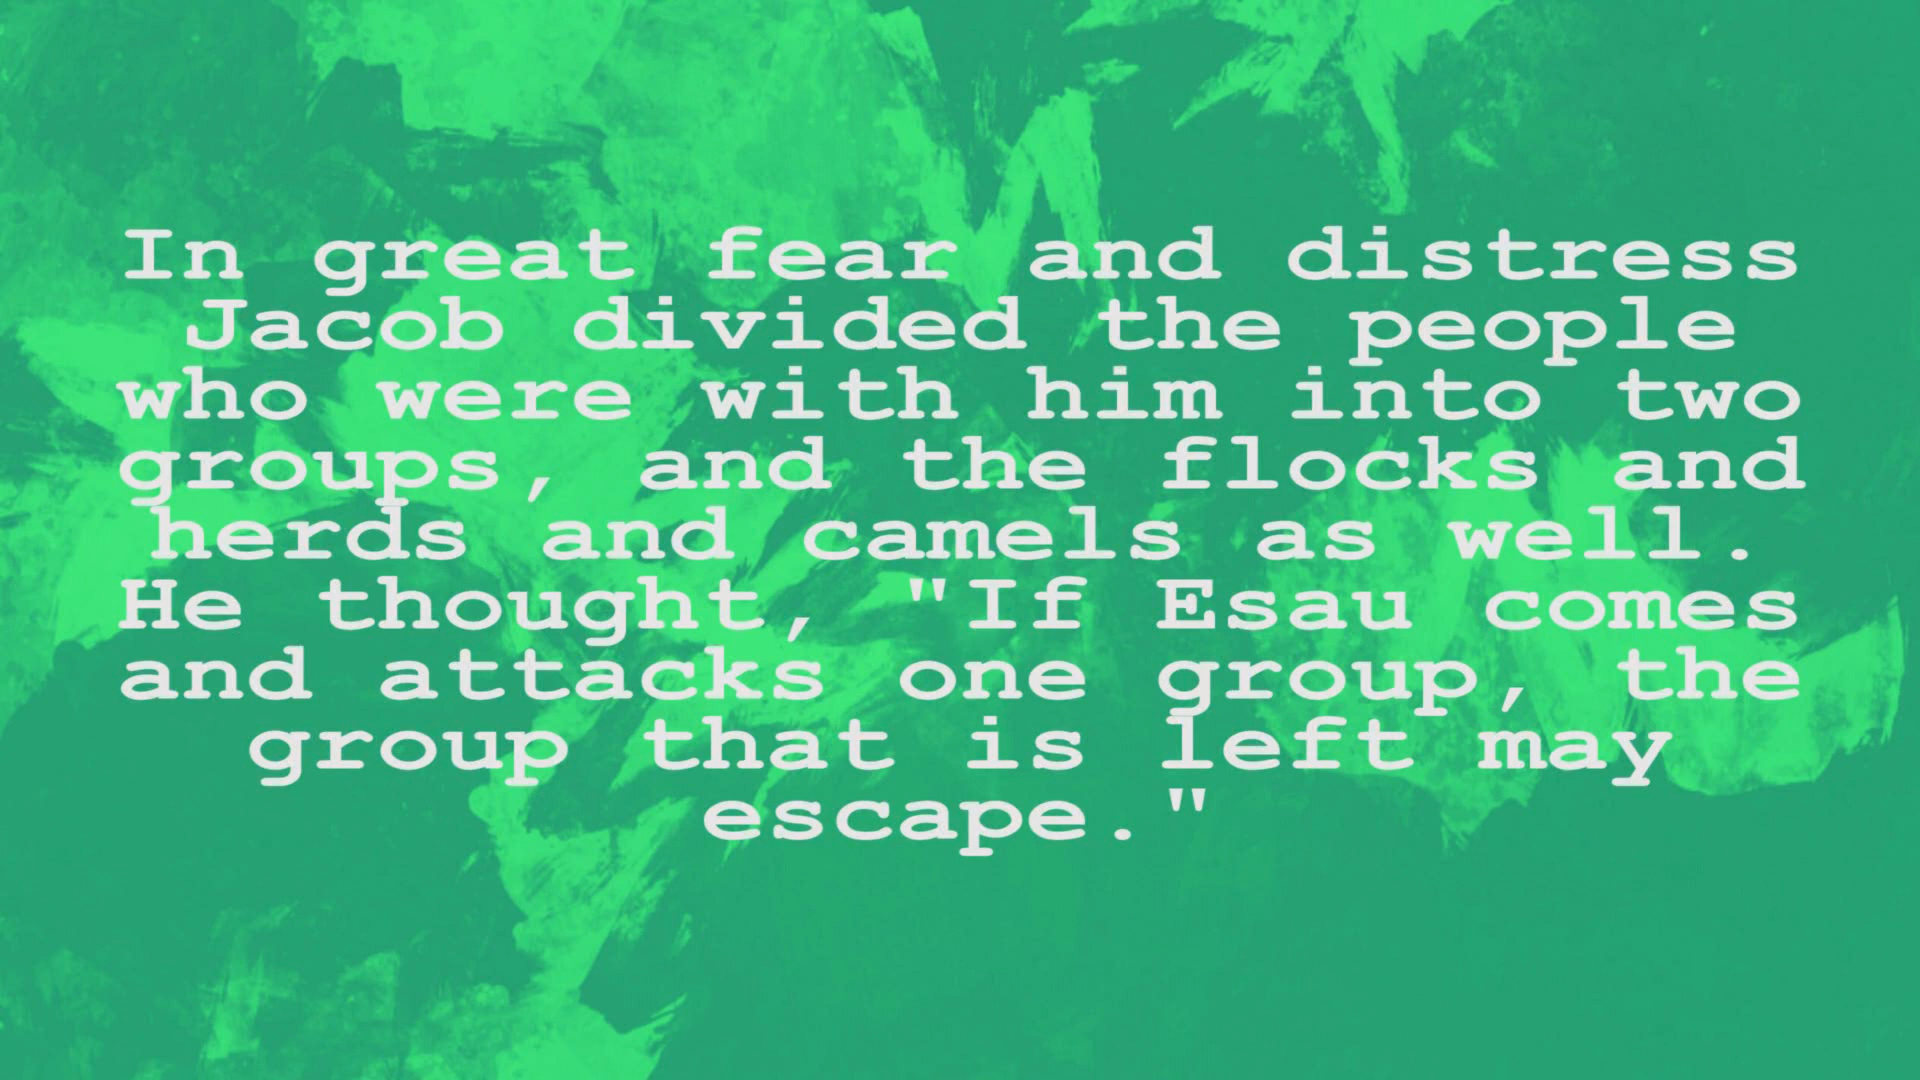 In great fear and distress
Jacob divided the people
who were with him into two
groups, and the flocks and
herds and camels as well.
He thought, "If Esau comes
and attacks one group, the
group that is left may
escape."